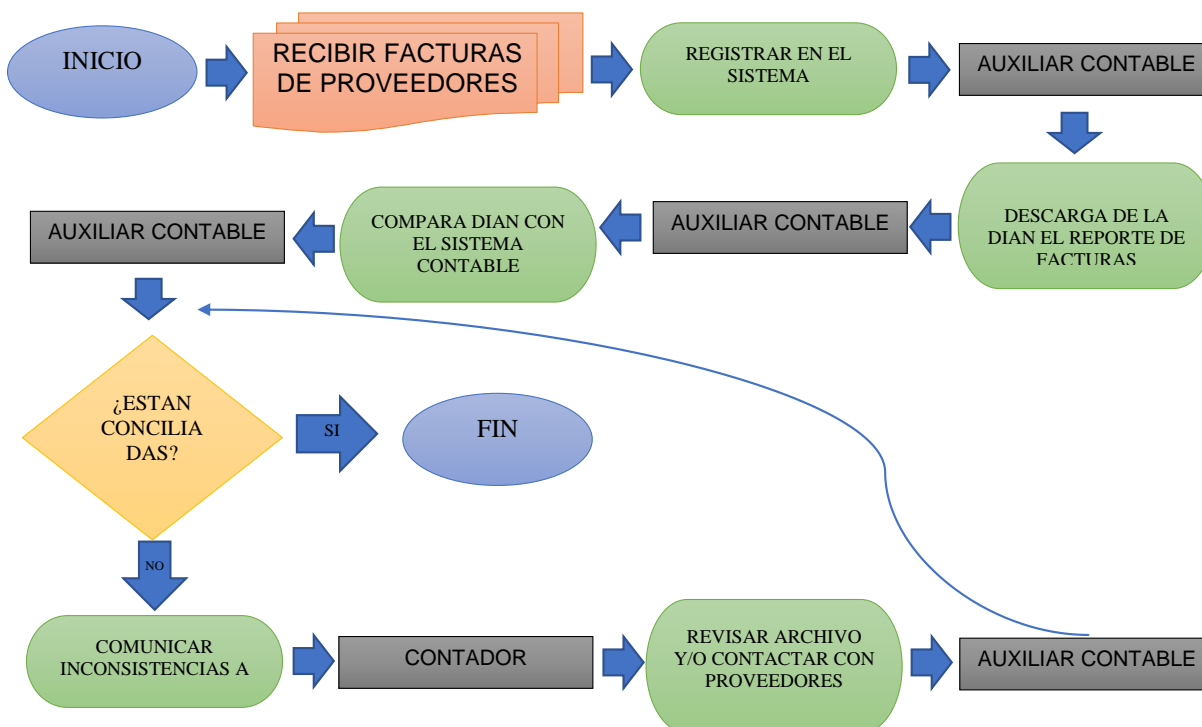 INICIO
RECIBIR FACTURAS
DE PROVEEDORES
REGISTRAR EN EL
SISTEMA
AUXILIAR CONTABLE
DESCARGA DE LA
DIAN EL REPORTE DE
FACTURAS
AUXILIAR CONTABLE
COMPARA DIAN CON
EL SISTEMA
CONTABLE
AUXILIAR CONTABLE
¿ESTAN
CONCILIA
DAS?
SI
FIN
NO
COMUNICAR
INCONSISTENCIAS A
CONTADOR
REVISAR ARCHIVO
Y/O CONTACTAR CON
PROVEEDORES
AUXILIAR CONTABLE